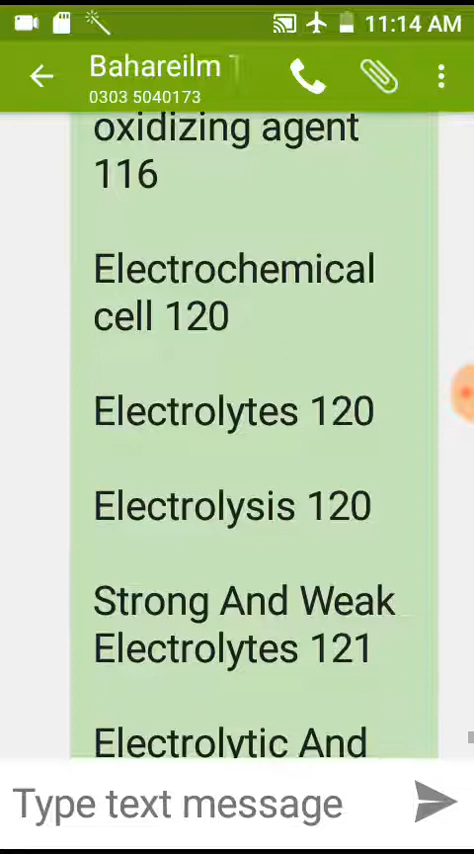 11:14 AM
Bahareilm T
0303 5040173
oxidizing agent
116
Electrochemical
cell 120
Electrolytes 120
Electrolysis 120
Strong And Weak
Electrolytes 121
Electrolytic And
Type text message